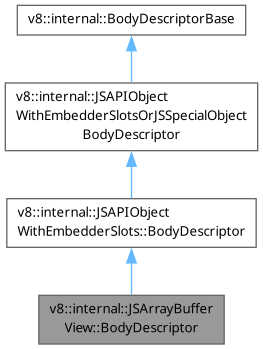 v8::internal::BodyDescriptorBase
v8::internal::JSAPIObject
WithEmbedderSlotsOrJSSpecialObject
BodyDescriptor
v8::internal::JSAPIObject
WithEmbedderSlots::BodyDescriptor
v8::internal::JSArrayBuffer
View::BodyDescriptor